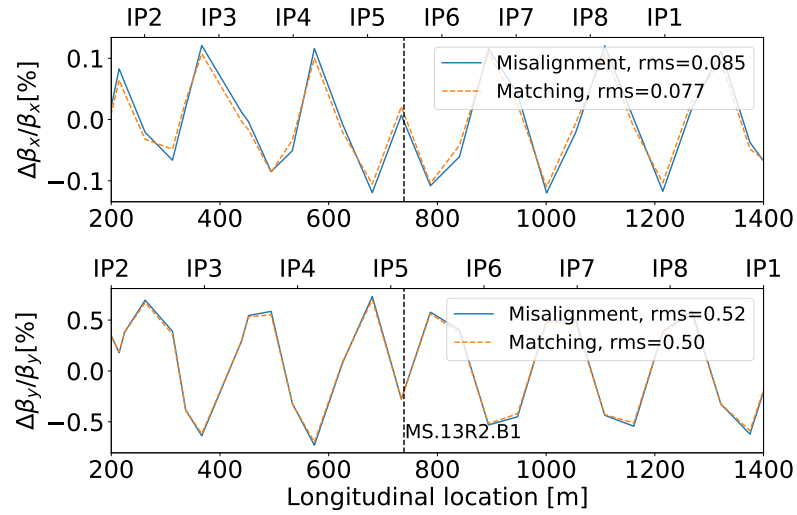 IP2 IP3 IP4 IP5 IP6 IP7 IP8 IP1
Δβx/βx[%]
0.1
0.0
−0.1
Misalignment, rms=0.085
Matching, rms=0.077
200 400 600 800 1000 1200 1400
IP2 IP3 IP4 IP5 IP6 IP7 IP8 IP1
Δβy/βy[%]
0.5
0.0
−0.5
Misalignment, rms=0.52
Matching, rms=0.50
MS.13R2.B1
200 400 600 800 1000 1200 1400
Longitudinal location [m]